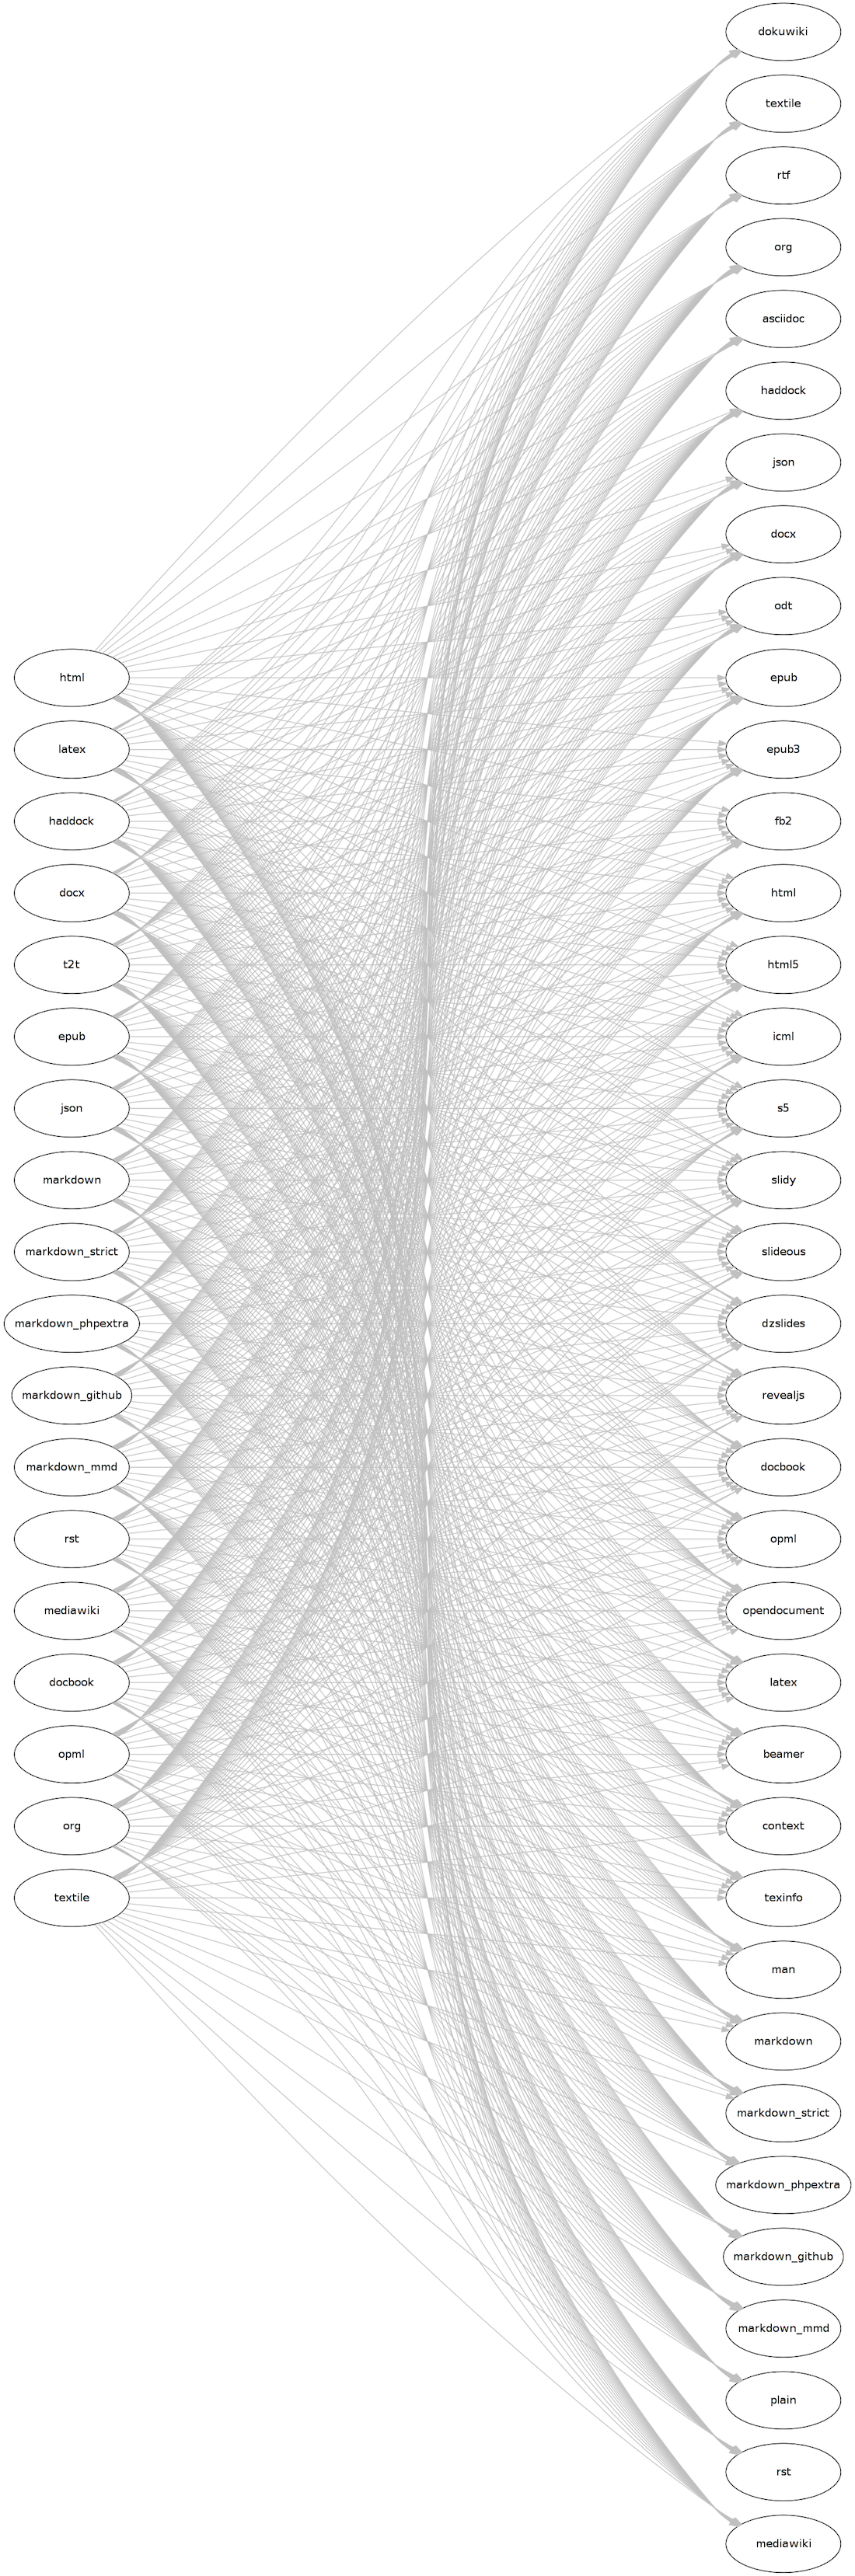 dokuwiki
textile
rtf
org
asciidoc
haddock
json
docx
odt
epub
epub3
fb2
html
html5
icml
s5
slidy
slideous
dzslides
revealjs
docbook
opml
opendocument
latex
beamer
context
texinfo
man
markdown
markdown_strict
markdown_phpextra
markdown_github
markdown_mmd
plain
rst
mediawiki
html
latex
haddock
docx
t2t
epub
json
markdown
markdown_strict
markdown_phpextra
markdown_github
markdown_mmd
rst
mediawiki
docbook
opml
org
textile